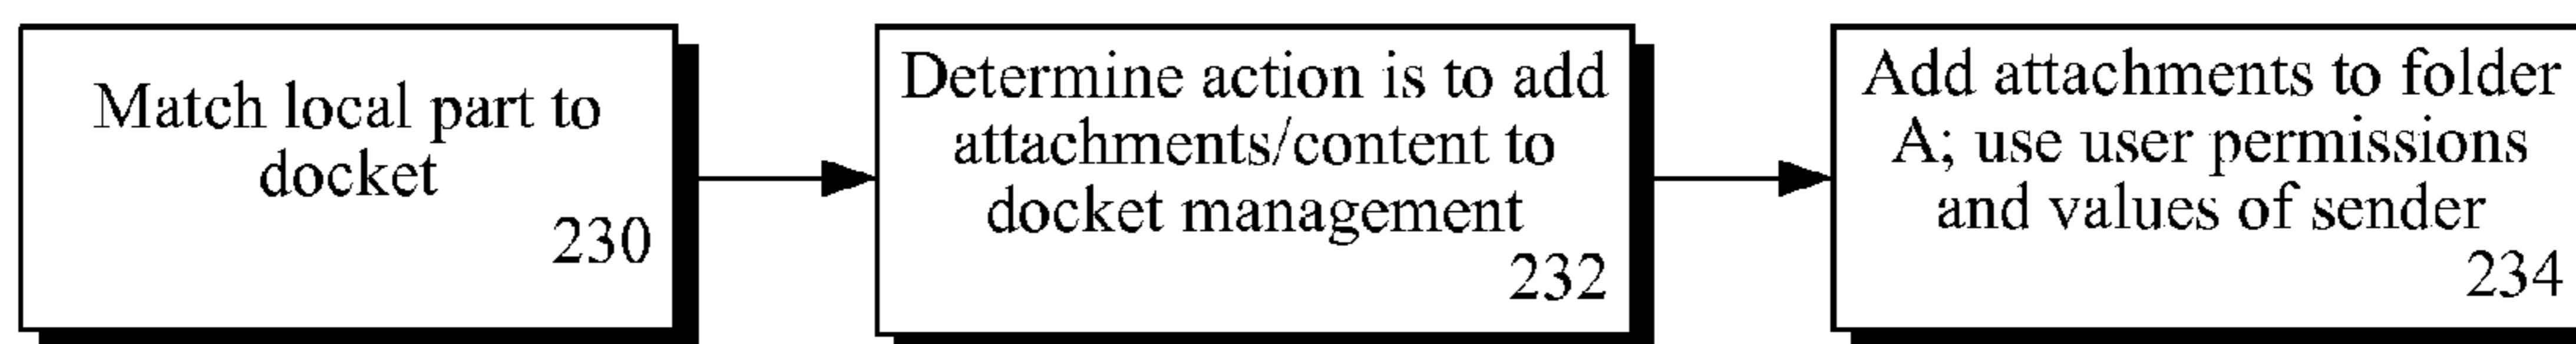 Match local part to
docket
230
Determine action is to add
attachments/content to
docket management
232
Add attachments to folder
A; use user permissions
and values of sender
234